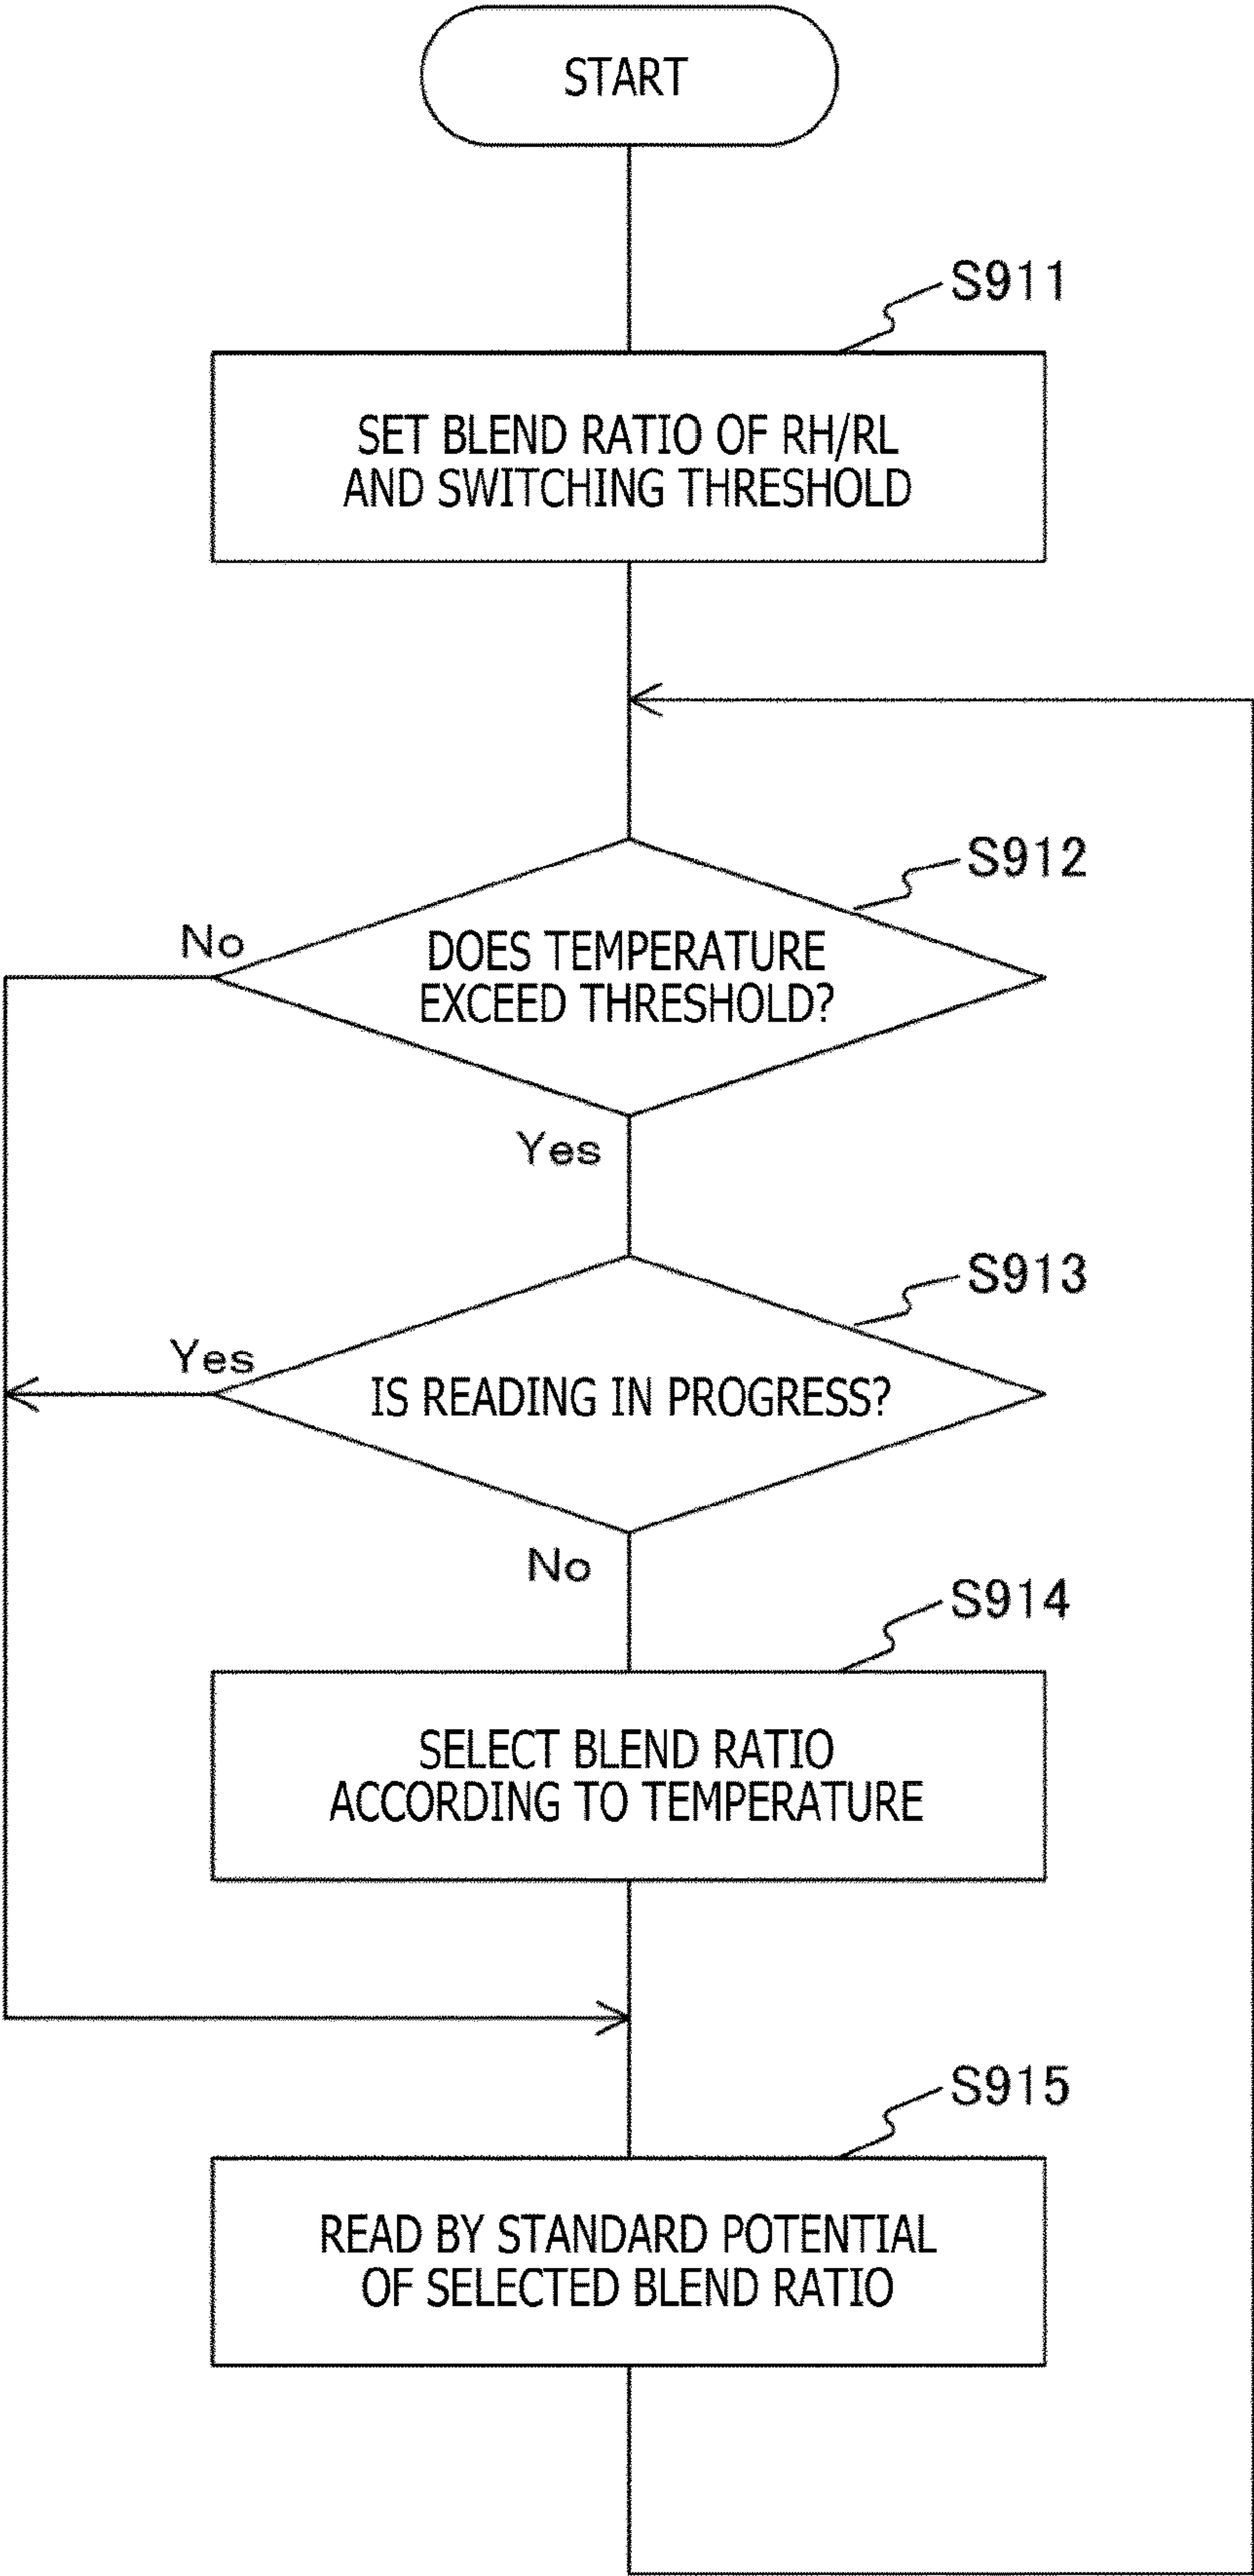 START
S911
SET BLEND RATIO OF RH/RL
AND SWITCHING THRESHOLD
S912
No
DOES TEMPERATURE
EXCEED THRESHOLD?
Yes
S913
Yes
IS READING IN PROGRESS?
No
S914
SELECT BLEND RATIO
ACCORDING TO TEMPERATURE
S915
READ BY STANDARD POTENTIAL
OF SELECTED BLEND RATIO